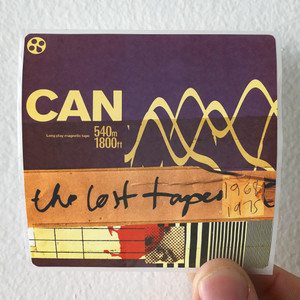 CAN
Long play magnetic tape
540m
1800ft
the lost tapes
1968
1975